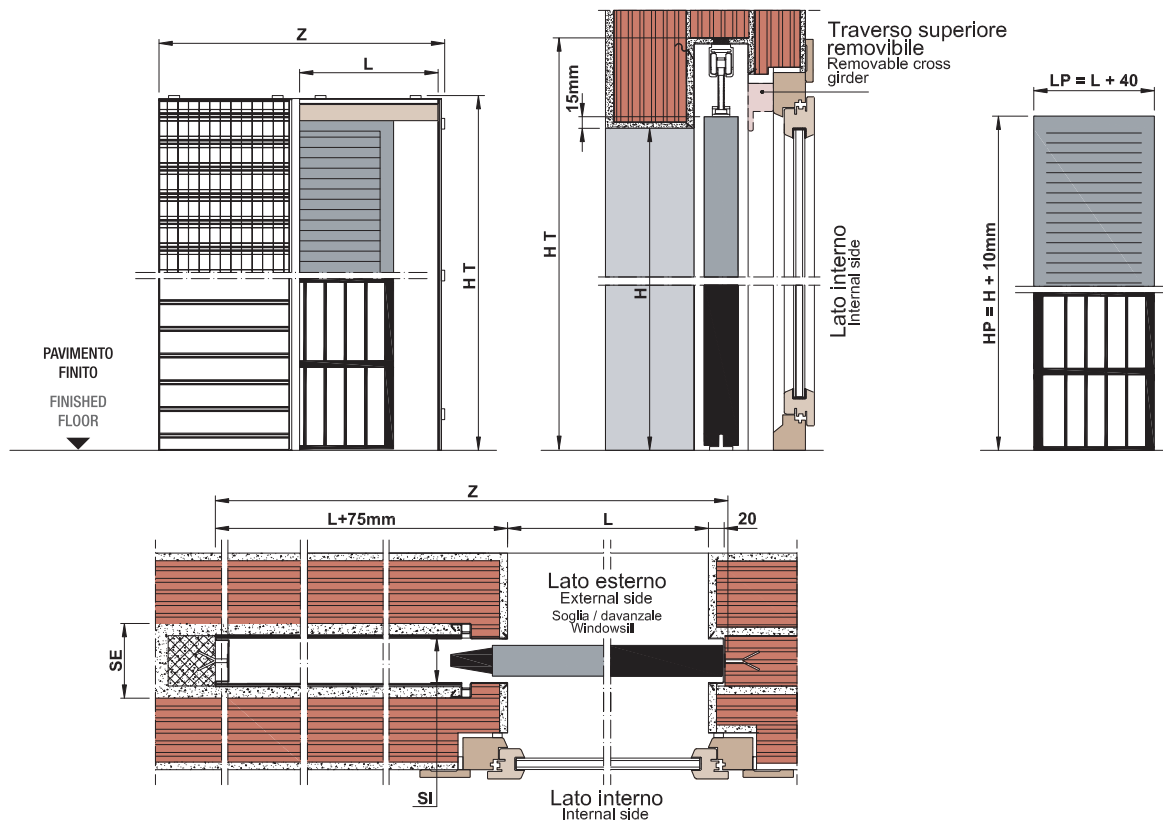 Z
L
H T
PAVIMENTO
FINITO
FINISHED
FLOOR
15mm
H T
H
Traverso superiore
removibile
Removable cross
girder
Lato interno
Internal side
LP = L + 40
HP = H + 10mm
Z
L+75mm
L
20
Lato esterno
External side
Soglia / davanzale
Windowsill
SE
SI
Lato interno
Internal side